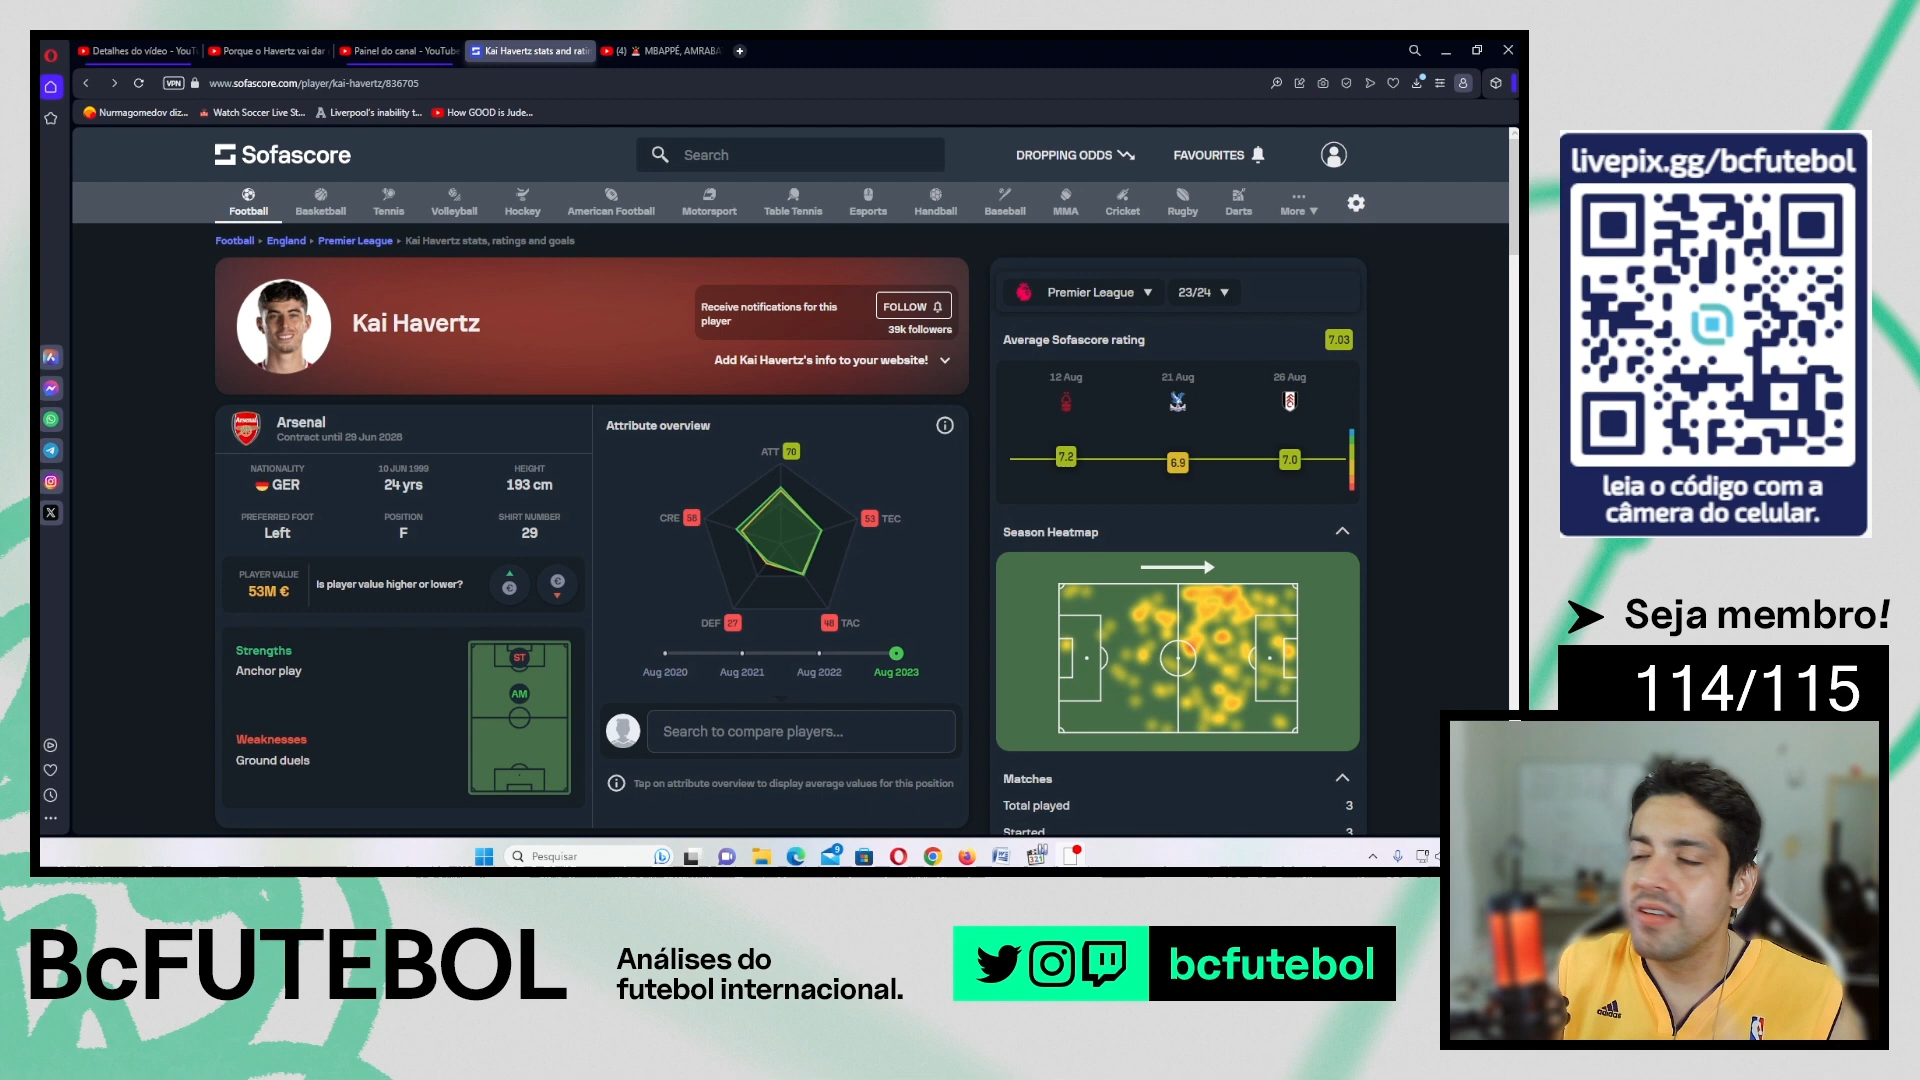 Detalhes do vídeo - YouT
Porque o Havertz vai dar
Painel do canal - YouTube
Kai Havertz stats and rati
(4) MBAPPÉ, AMRABA
VPN
www.sofascore.com/player/kai-havertz/836705
Nurmagomedov diz...
Watch Soccer Live St...
Liverpool's inability t...
How GOOD is Jude...
Sofascore
Search
DROPPING ODDS
FAVOURITES
Football
Basketball
Tennis
Volleyball
Hockey
American Football
Motorsport
Table Tennis
Esports
Handball
Baseball
MMA
Cricket
Rugby
Darts
More
Football
England
Premier League
Kai Havertz stats, ratings and goals
Kai Havertz
Receive notifications for this
player
FOLLOW
39k followers
Add Kai Havertz's info to your website!
Arsenal
Contract until 29 Jun 2028
NATIONALITY
GER
10 JUN 1999
24 yrs
HEIGHT
193 cm
PREFERRED FOOT
Left
POSITION
F
SHIRT NUMBER
29
PLAYER VALUE
53M €
Is player value higher or lower?
Strengths
Anchor play
Weaknesses
Ground duels
ST
AM
Attribute overview
ATT 70
CRE 56
53 TEC
DEF 27
48 TAC
Aug 2020
Aug 2021
Aug 2022
Aug 2023
Search to compare players...
Tap on attribute overview to display average values for this position
Premier League
23/24
Average Sofascore rating
7.03
12 Aug
21 Aug
26 Aug
7.2
6.9
7.0
Season Heatmap
Matches
Total played
3
Started
3
Pesquisar
9
livepix.gg/bcfutebol
leia o código com a
câmera do celular.
Seja membro!
114/115
BcFUTEBOL
Análises do
futebol internacional.
bcfutebol
adidas